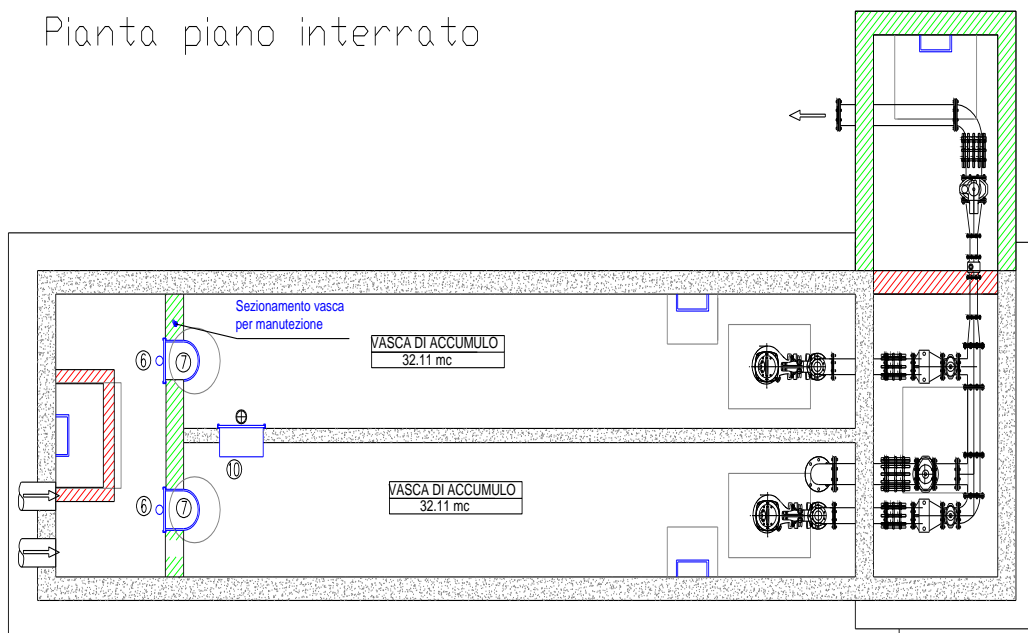 Pianta piano interrato
Sezionamento vasca
per manutezione
VASCA DI ACCUMULO
32.11 mc
6
7
10
VASCA DI ACCUMULO
32.11 mc
6
7